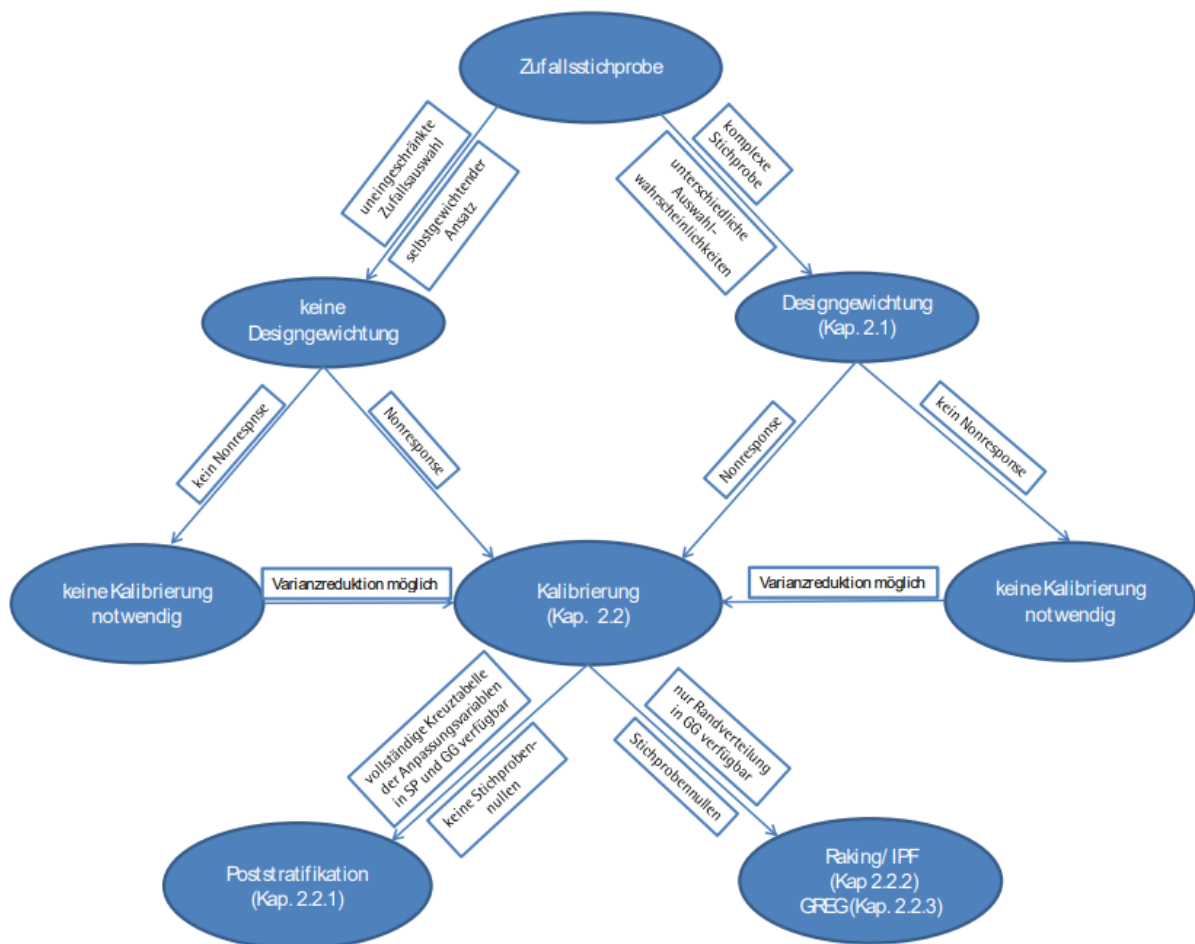 Zufallsstichprobe
uneingeschränkte
Zufallsauswahl
selbstgewichtender
Ansatz
komplexe
Stichprobe
unterschiedliche
Auswahl-
wahrscheinlichkeiten
keine
Designgewichtung
Designgewichtung
(Kap. 2.1)
kein Nonrespnse
Nonresponse
Nonresponse
kein Nonresponse
keine Kalibrierung
notwendig
Varianzreduktion möglich
Kalibrierung
(Kap. 2.2)
Varianzreduktion möglich
keine Kalibrierung
notwendig
vollständige Kreuztabelle
der Anpassungsvariablen
in SP und GG verfügbar
keine Stichproben-
nullen
nur Randverteilung
in GG verfügbar
Stichprobennullen
Poststratifikation
(Kap. 2.2.1)
Raking/ IPF
(Kap 2.2.2)
GREG (Kap. 2.2.3)